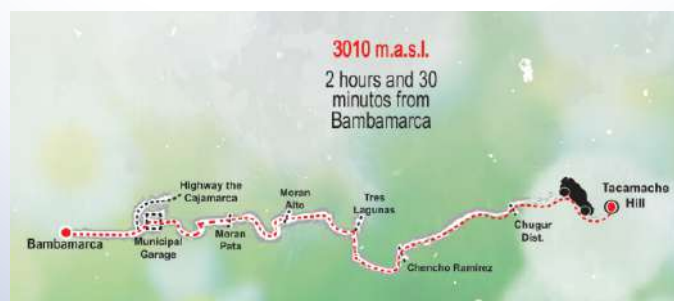 3010 m.a.s.l.
2 hours and 30
minutos from
Bambamarca
Highway the
Cajamarca
Bambamarca
Municipal
Garage
Moran
Pata
Moran
Alto
Tres
Lagunas
Chencho Ramirez
Chugur
Dist.
Tacamacho
Hill